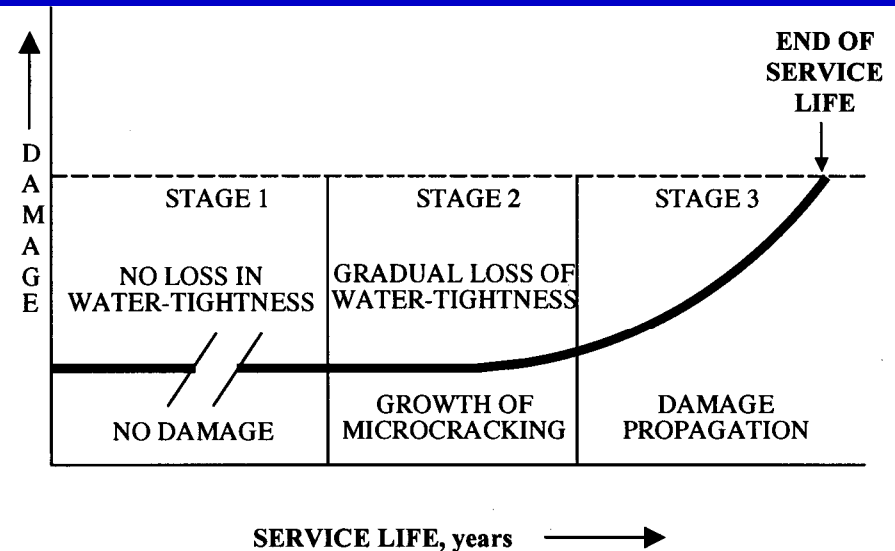 END OF
SERVICE
LIFE
DAMAGE
STAGE 1
NO LOSS IN
WATER-TIGHTNESS
NO DAMAGE
STAGE 2
GRADUAL LOSS OF
WATER-TIGHTNESS
GROWTH OF
MICROCRACKING
STAGE 3
DAMAGE
PROPAGATION
SERVICE LIFE, years